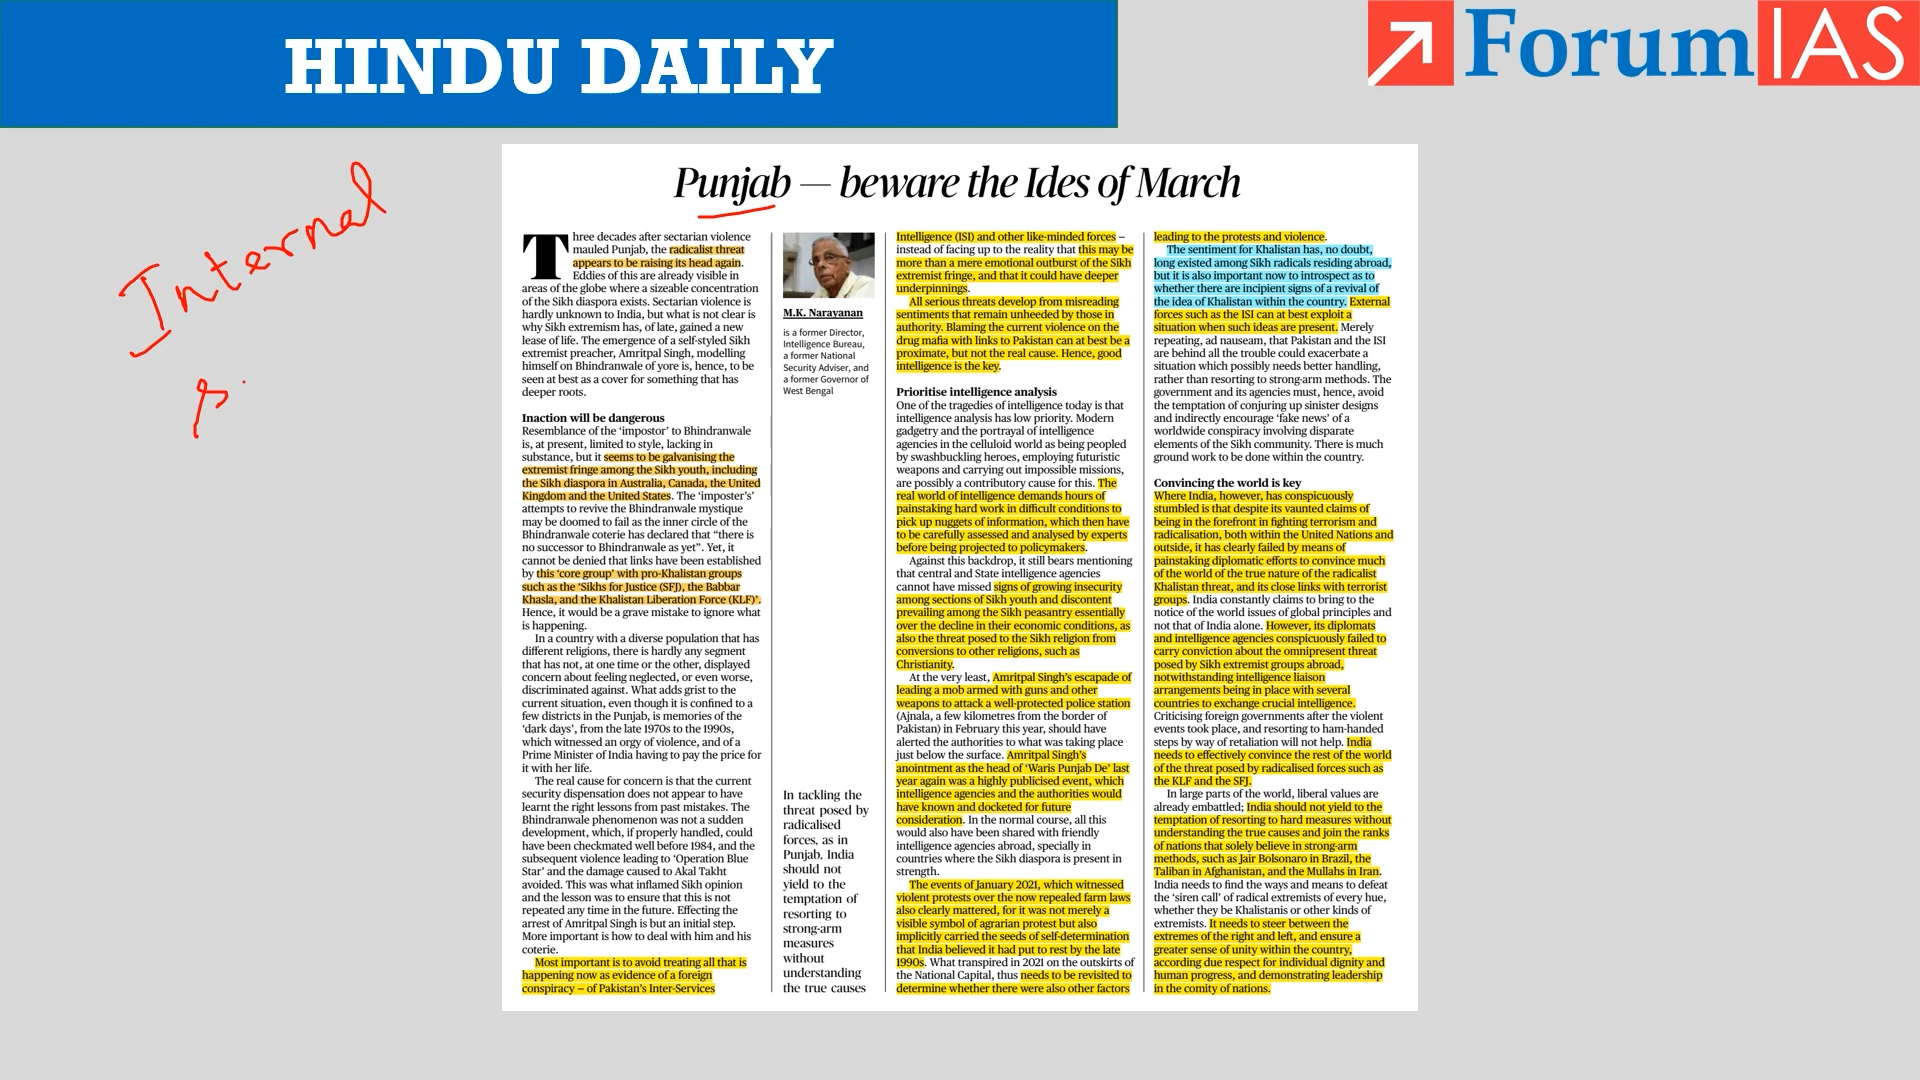 HINDU DAILY
Forum IAS
Internal
s.
Punjab — beware the Ides of March
Three decades after sectarian violence
mauled Punjab, the radicalist threat
appears to be raising its head again.
Eddies of this are already visible in
areas of the globe where a sizeable concentration
of the Sikh diaspora exists. Sectarian violence is
hardly unknown to India, but what is not clear is
why Sikh extremism has, of late, gained a new
lease of life. The emergence of a self-styled Sikh
extremist preacher, Amritpal Singh, modelling
himself on Bhindranwale of yore is, hence, to be
seen at best as a cover for something that has
deeper roots.
Inaction will be dangerous
Resemblance of the ‘impostor’ to Bhindranwale
is, at present, limited to style, lacking in
substance, but it seems to be galvanising the
extremist fringe among the Sikh youth, including
the Sikh diaspora in Australia, Canada, the United
Kingdom and the United States. The ‘imposter’s’
attempts to revive the Bhindranwale mystique
may be doomed to fail as the inner circle of the
Bhindranwale coterie has declared that “there is
no successor to Bhindranwale as yet”. Yet, it
cannot be denied that links have been established
by this ‘core group’ with pro-Khalistan groups
such as the ‘Sikhs for Justice (SFJ), the Babbar
Khasla, and the Khalistan Liberation Force (KLF)’.
Hence, it would be a grave mistake to ignore what
is happening.
In a country with a diverse population that has
different religions, there is hardly any segment
that has not, at one time or the other, displayed
concern about feeling neglected, or even worse,
discriminated against. What adds grist to the
current situation, even though it is confined to a
few districts in the Punjab, is memories of the
‘dark days’, from the late 1970s to the 1990s,
which witnessed an orgy of violence, and of a
Prime Minister of India having to pay the price for
it with her life.
The real cause for concern is that the current
security dispensation does not appear to have
learnt the right lessons from past mistakes. The
Bhindranwale phenomenon was not a sudden
development, which, if properly handled, could
have been checkmated well before 1984, and the
subsequent violence leading to ‘Operation Blue
Star’ and the damage caused to Akal Takht
avoided. This was what inflamed Sikh opinion
and the lesson was to ensure that this is not
repeated any time in the future. Effecting the
arrest of Amritpal Singh is but an initial step.
More important is how to deal with him and his
coterie.
Most important is to avoid treating all that is
happening now as evidence of a foreign
conspiracy — of Pakistan’s Inter-Services
M.K. Narayanan
is a former Director,
Intelligence Bureau,
a former National
Security Adviser, and
a former Governor of
West Bengal
In tackling the
threat posed by
radicalised
forces, as in
Punjab, India
should not
yield to the
temptation of
resorting to
strong-arm
measures
without
understanding
the true causes
Intelligence (ISI) and other like-minded forces —
instead of facing up to the reality that this may be
more than a mere emotional outburst of the Sikh
extremist fringe, and that it could have deeper
underpinnings.
All serious threats develop from misreading
sentiments that remain unheeded by those in
authority. Blaming the current violence on the
drug mafia with links to Pakistan can at best be a
proximate, but not the real cause. Hence, good
intelligence is the key.
Prioritise intelligence analysis
One of the tragedies of intelligence today is that
intelligence analysis has low priority. Modern
gadgetry and the portrayal of intelligence
agencies in the celluloid world as being peopled
by swashbuckling heroes, employing futuristic
weapons and carrying out impossible missions,
are possibly a contributory cause for this. The
real world of intelligence demands hours of
painstaking hard work in difficult conditions to
pick up nuggets of information, which then have
to be carefully assessed and analysed by experts
before being projected to policymakers.
Against this backdrop, it still bears mentioning
that central and State intelligence agencies
cannot have missed signs of growing insecurity
among sections of Sikh youth and discontent
prevailing among the Sikh peasantry essentially
over the decline in their economic conditions, as
also the threat posed to the Sikh religion from
conversions to other religions, such as
Christianity.
At the very least, Amritpal Singh’s escapade of
leading a mob armed with guns and other
weapons to attack a well-protected police station
(Ajnala, a few kilometres from the border of
Pakistan) in February this year, should have
alerted the authorities to what was taking place
just below the surface. Amritpal Singh’s
anointment as the head of ‘Waris Punjab De’ last
year again was a highly publicised event, which
intelligence agencies and the authorities would
have known and docketed for future
consideration. In the normal course, all this
would also have been shared with friendly
intelligence agencies abroad, specially in
countries where the Sikh diaspora is present in
strength.
The events of January 2021, which witnessed
violent protests over the now repealed farm laws
also clearly mattered, for it was not merely a
visible symbol of agrarian protest but also
implicitly carried the seeds of self-determination
that India believed it had put to rest by the late
1990s. What transpired in 2021 on the outskirts of
the National Capital, thus needs to be revisited to
determine whether there were also other factors
leading to the protests and violence.
The sentiment for Khalistan has, no doubt,
long existed among Sikh radicals residing abroad,
but it is also important now to introspect as to
whether there are incipient signs of a revival of
the idea of Khalistan within the country. External
forces such as the ISI can at best exploit a
situation when such ideas are present. Merely
repeating, ad nauseam, that Pakistan and the ISI
are behind all the trouble could exacerbate a
situation which possibly needs better handling,
rather than resorting to strong-arm methods. The
government and its agencies must, hence, avoid
the temptation of conjuring up sinister designs
and indirectly encourage ‘fake news’ of a
worldwide conspiracy involving disparate
elements of the Sikh community. There is much
ground work to be done within the country.
Convincing the world is key
Where India, however, has conspicuously
stumbled is that despite its vaunted claims of
being in the forefront in fighting terrorism and
radicalisation, both within the United Nations and
outside, it has clearly failed by means of
painstaking diplomatic efforts to convince much
of the world of the true nature of the radicalist
Khalistan threat, and its close links with terrorist
groups. India constantly claims to bring to the
notice of the world issues of global principles and
not that of India alone. However, its diplomats
and intelligence agencies conspicuously failed to
carry conviction about the omnipresent threat
posed by Sikh extremist groups abroad,
notwithstanding intelligence liaison
arrangements being in place with several
countries to exchange crucial intelligence.
Criticising foreign governments after the violent
events took place, and resorting to ham-handed
steps by way of retaliation will not help. India
needs to effectively convince the rest of the world
of the threat posed by radicalised forces such as
the KLF and the SFJ.
In large parts of the world, liberal values are
already embattled; India should not yield to the
temptation of resorting to hard measures without
understanding the true causes and join the ranks
of nations that solely believe in strong-arm
methods, such as Jair Bolsonaro in Brazil, the
Taliban in Afghanistan, and the Mullahs in Iran.
India needs to find the ways and means to defeat
the ‘siren call’ of radical extremists of every hue,
whether they be Khalistanis or other kinds of
extremists. It needs to steer between the
extremes of the right and left, and ensure a
greater sense of unity within the country,
according due respect for individual dignity and
human progress, and demonstrating leadership
in the comity of nations.